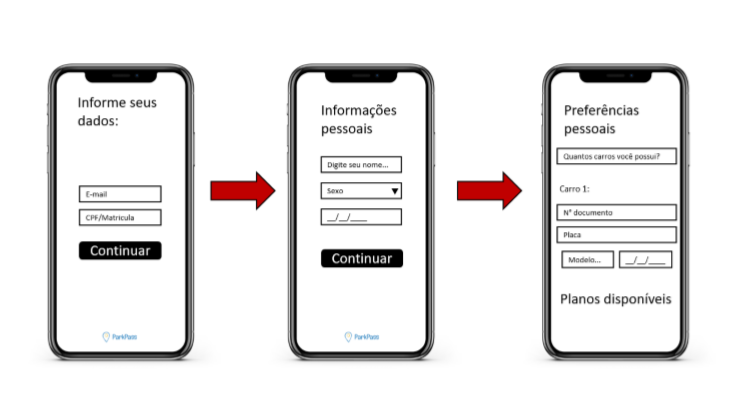 Informe seus
dados:
E-mail
CPF/Matricula
Continuar
ParkPass
Informações
pessoais
Digite seu nome...
Sexo
__/__/____
Continuar
ParkPass
Preferências
pessoais
Quantos carros você possui?
Carro 1:
N° documento
Placa
Modelo...
__/__/____
Planos disponíveis